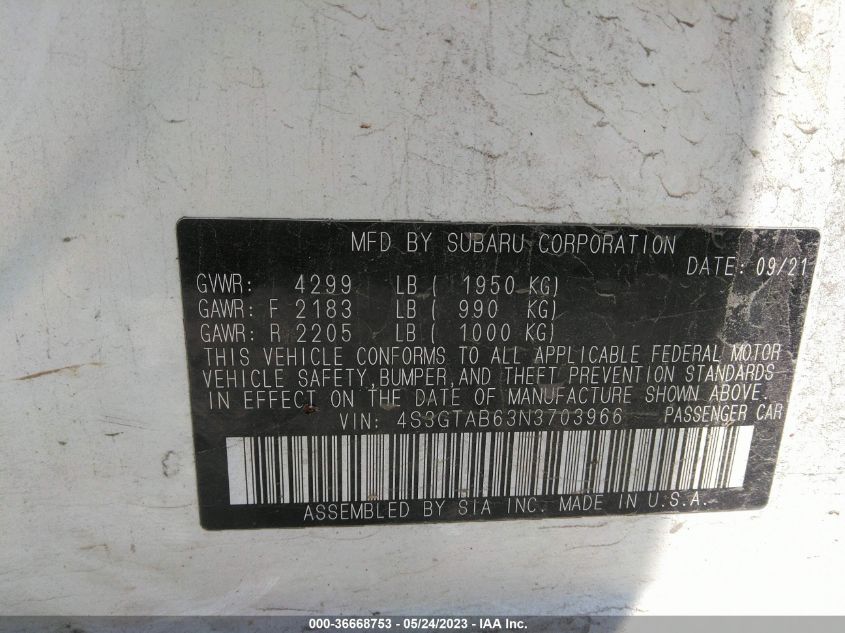 MFD BY SUBARU CORPORATION
DATE: 09/21
GVWR: 4299 LB ( 1950 KG)
GAWR: F 2183 LB ( 990 KG)
GAWR: R 2205 LB ( 1000 KG)
THIS VEHICLE CONFORMS TO ALL APPLICABLE FEDERAL MOTOR
VEHICLE SAFETY, BUMPER, AND THEFT PREVENTION STANDARDS
IN EFFECT ON THE DATE OF MANUFACTURE SHOWN ABOVE.
VIN: 4S3GTAB63N3703966 PASSENGER CAR
ASSEMBLED BY SIA INC. MADE IN U.S.A.
000-36668753 - 05/24/2023 - IAA Inc.